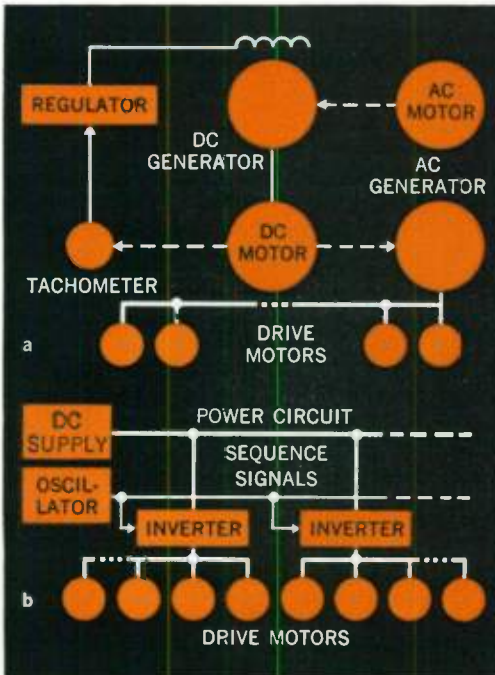 REGULATOR
AC
MOTOR
DC
GENERATOR
AC
GENERATOR
DC
MOTOR
TACHOMETER
a
DRIVE
MOTORS
DC
SUPPLY
POWER CIRCUIT
SEQUENCE
SIGNALS
OSCIL-
LATOR
INVERTER
INVERTER
b
DRIVE MOTORS